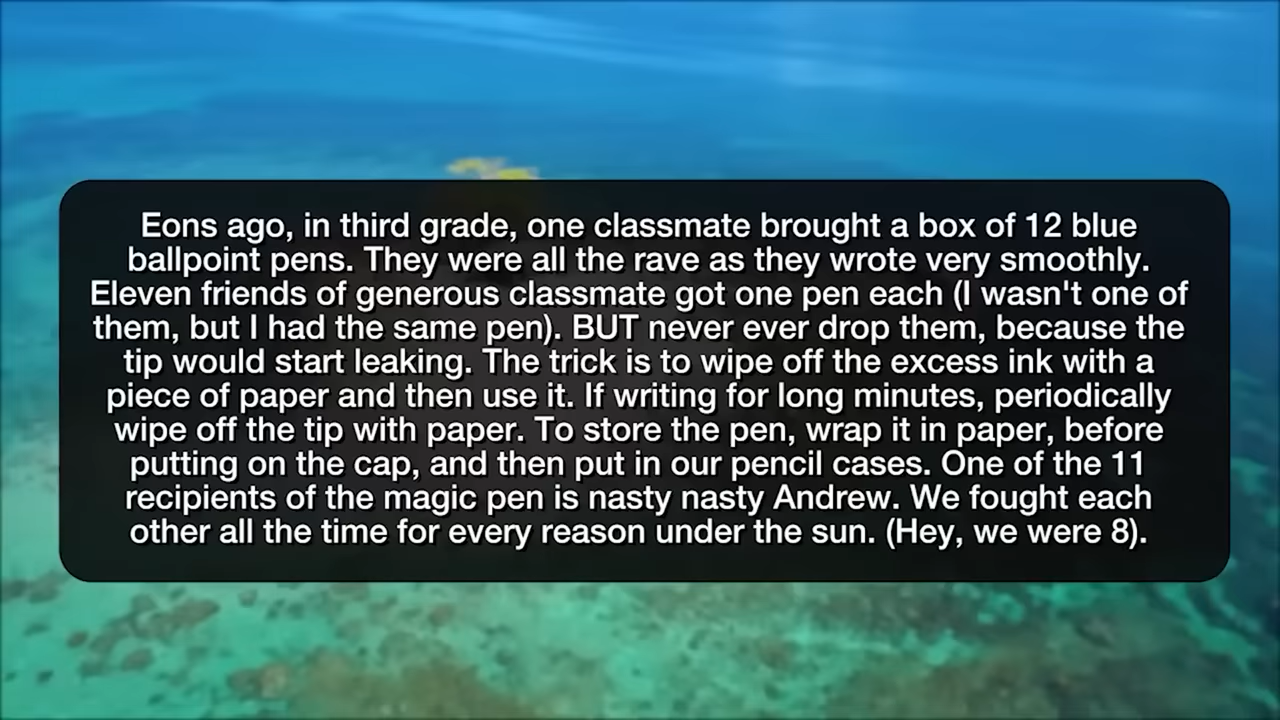 Eons ago, in third grade, one classmate brought a box of 12 blue
ballpoint pens. They were all the rave as they wrote very smoothly.
Eleven friends of generous classmate got one pen each (I wasn't one of
them, but I had the same pen). BUT never ever drop them, because the
tip would start leaking. The trick is to wipe off the excess ink with a
piece of paper and then use it. If writing for long minutes, periodically
wipe off the tip with paper. To store the pen, wrap it in paper, before
putting on the cap, and then put in our pencil cases. One of the 11
recipients of the magic pen is nasty nasty Andrew. We fought each
other all the time for every reason under the sun. (Hey, we were 8).